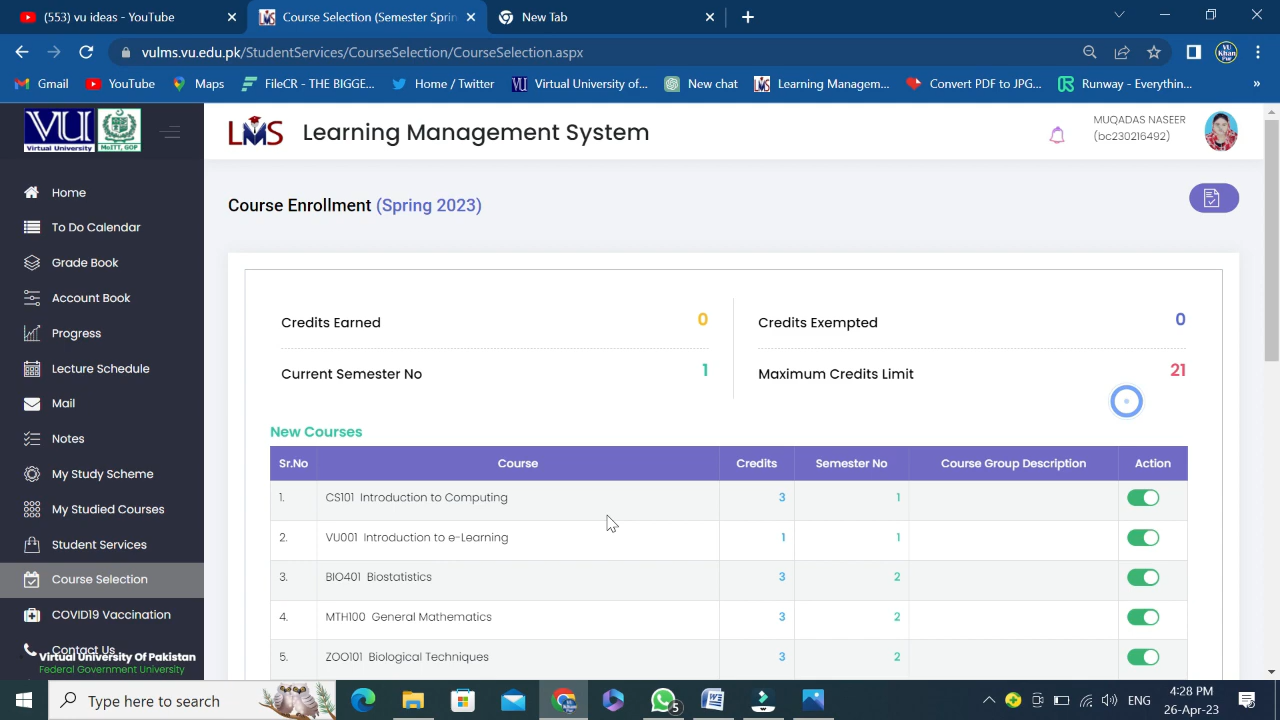 (553) vu ideas - YouTube
Course Selection (Semester Sprin
New Tab
vulms.vu.edu.pk/StudentServices/CourseSelection/CourseSelection.aspx
Gmail
YouTube
Maps
FileCR - THE BIGGE...
Home / Twitter
Virtual University of...
New chat
Learning Managem...
Convert PDF to JPG...
Runway - Everythin...
VU
Virtual University
MoITT, GOP
LMS
Learning Management System
MUQADAS NASEER
(bc230216492)
Home
To Do Calendar
Grade Book
Account Book
Progress
Lecture Schedule
Mail
Notes
My Study Scheme
My Studied Courses
Student Services
Course Selection
COVID19 Vaccination
Contact Us
Virtual University Of Pakistan
Federal Government University
Course Enrollment (Spring 2023)
Credits Earned 0
Credits Exempted 0
Current Semester No 1
Maximum Credits Limit 21
New Courses
Sr.No Course Credits Semester No Course Group Description Action
1. CS101 Introduction to Computing 3 1
2. VU001 Introduction to e-Learning 1 1
3. BIO401 Biostatistics 3 2
4. MTH100 General Mathematics 3 2
5. ZOO101 Biological Techniques 3 2
Type here to search
5
ENG
4:28 PM
26-Apr-23